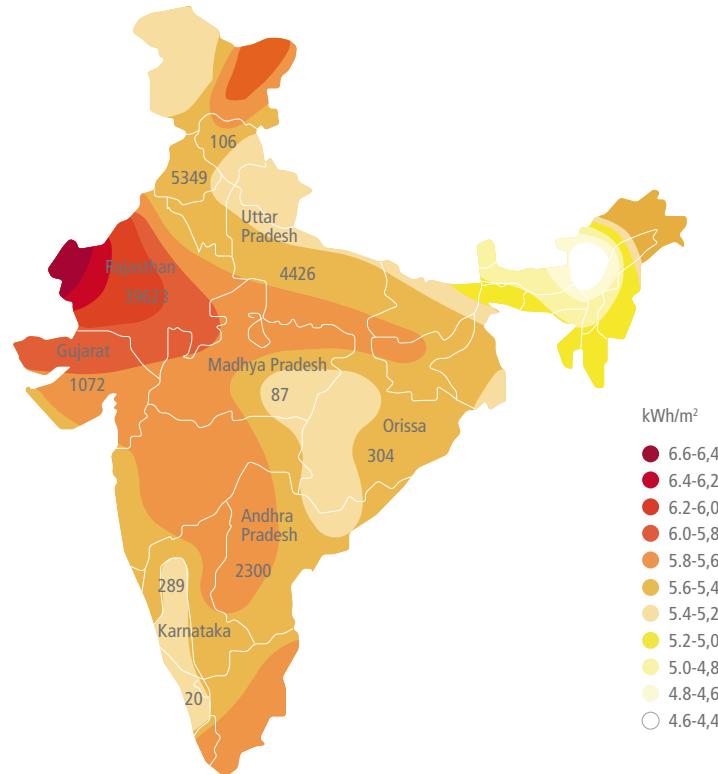 106
5349
Uttar
Pradesh
4426
Rajasthan
39623
Gujarat
1072
Madhya Pradesh
87
Orissa
304
Andhra
Pradesh
2300
289
Karnataka
20
kWh/m²
6.6-6,4
6.4-6,2
6.2-6,0
6.0-5,8
5.8-5,6
5.6-5,4
5.4-5,2
5.2-5,0
5.0-4,8
4.8-4,6
4.6-4,4